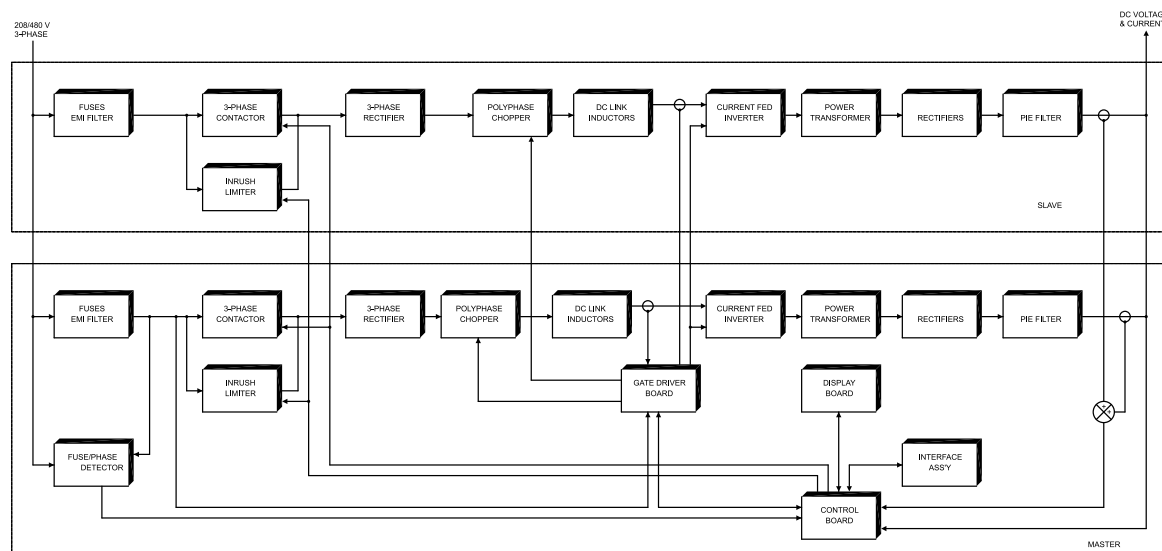 208/480 V
3-PHASE
DC VOLTAGE
& CURRENT
FUSES
EMI FILTER
3-PHASE
CONTACTOR
3-PHASE
RECTIFIER
POLYPHASE
CHOPPER
DC LINK
INDUCTORS
CURRENT FED
INVERTER
POWER
TRANSFORMER
RECTIFIERS
PIE FILTER
INRUSH
LIMITER
SLAVE
FUSES
EMI FILTER
3-PHASE
CONTACTOR
3-PHASE
RECTIFIER
POLYPHASE
CHOPPER
DC LINK
INDUCTORS
CURRENT FED
INVERTER
POWER
TRANSFORMER
RECTIFIERS
PIE FILTER
INRUSH
LIMITER
GATE DRIVER
BOARD
DISPLAY
BOARD
+
+
FUSE/PHASE
DETECTOR
INTERFACE
ASS'Y
CONTROL
BOARD
MASTER